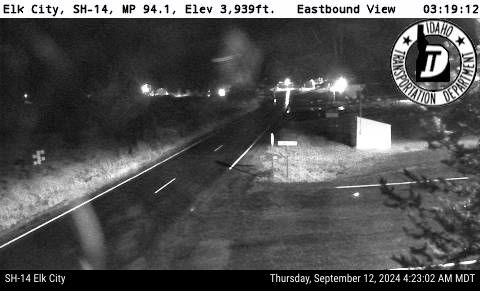 Elk City, SH-14, MP 94.1, Elev 3,939ft. Eastbound View 03:19:12
IDAHO
TRANSPORTATION DEPARTMENT
SH-14 Elk City Thursday, September 12, 2024 4:23:02 AM MDT